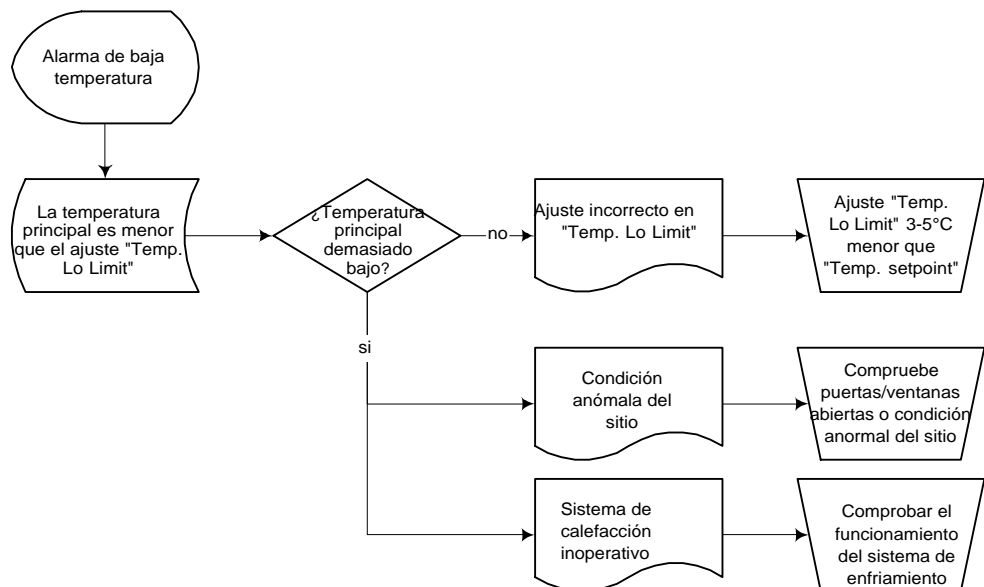 Alarma de baja
temperatura
La temperatura
principal es menor
que el ajuste "Temp.
Lo Limit"
¿Temperatura
principal
demasiado
bajo?
no
Ajuste incorrecto en
"Temp. Lo Limit"
Ajuste "Temp.
Lo Limit" 3-5°C
menor que
"Temp. setpoint"
si
Condición
anómala del
sitio
Compruebe
puertas/ventanas
abiertas o condición
anormal del sitio
Sistema de
calefacción
inoperativo
Comprobar el
funcionamiento
del sistema de
enfriamiento